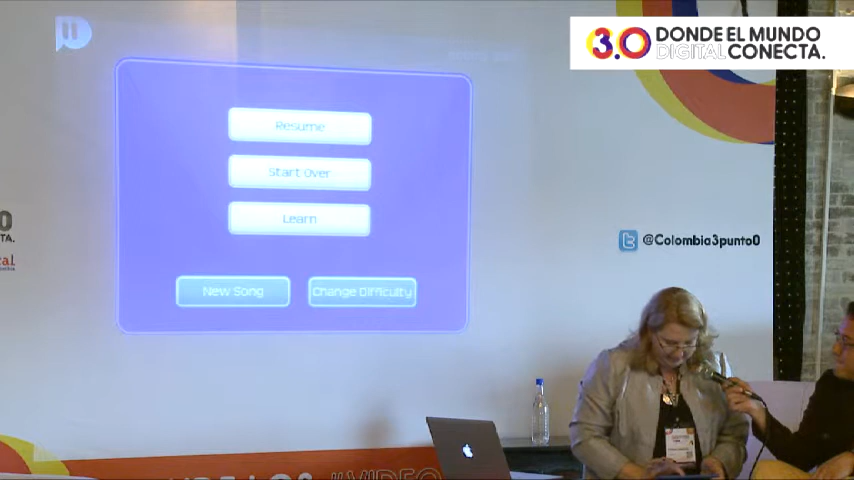 3.0 DONDE EL MUNDO
DIGITAL CONECTA.
Resume
Start Over
Learn
New Song
Change Difficulty
@Colombia3punto0